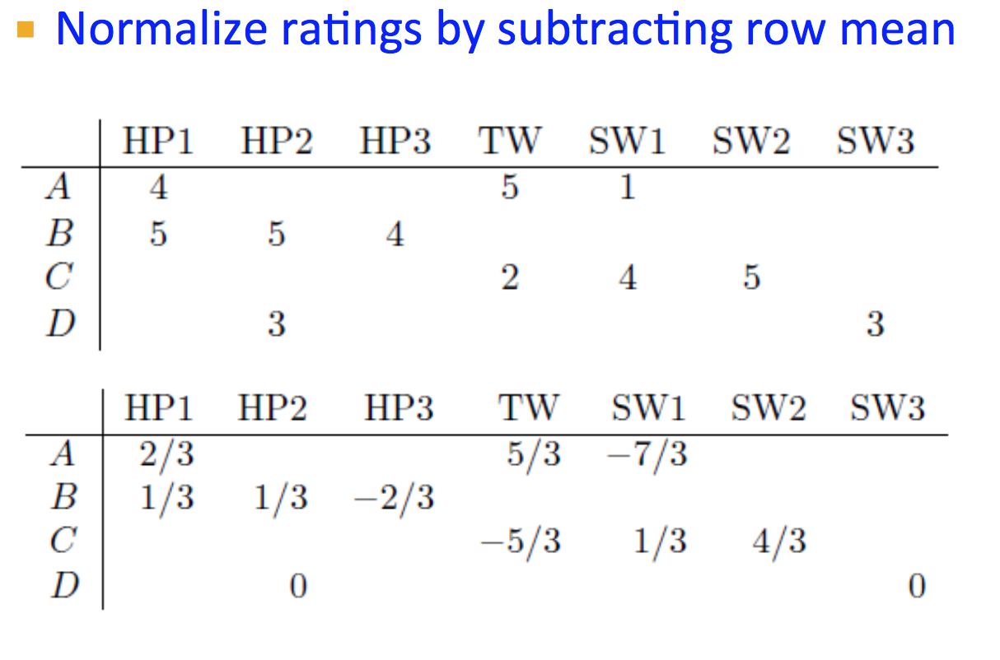 Normalize ratings by subtracting row mean
HP1 HP2 HP3 TW SW1 SW2 SW3
A 4 5 1
B 5 5 4
C 2 4 5
D 3 3
HP1 HP2 HP3 TW SW1 SW2 SW3
A 2/3 5/3 −7/3
B 1/3 1/3 −2/3
C −5/3 1/3 4/3
D 0 0